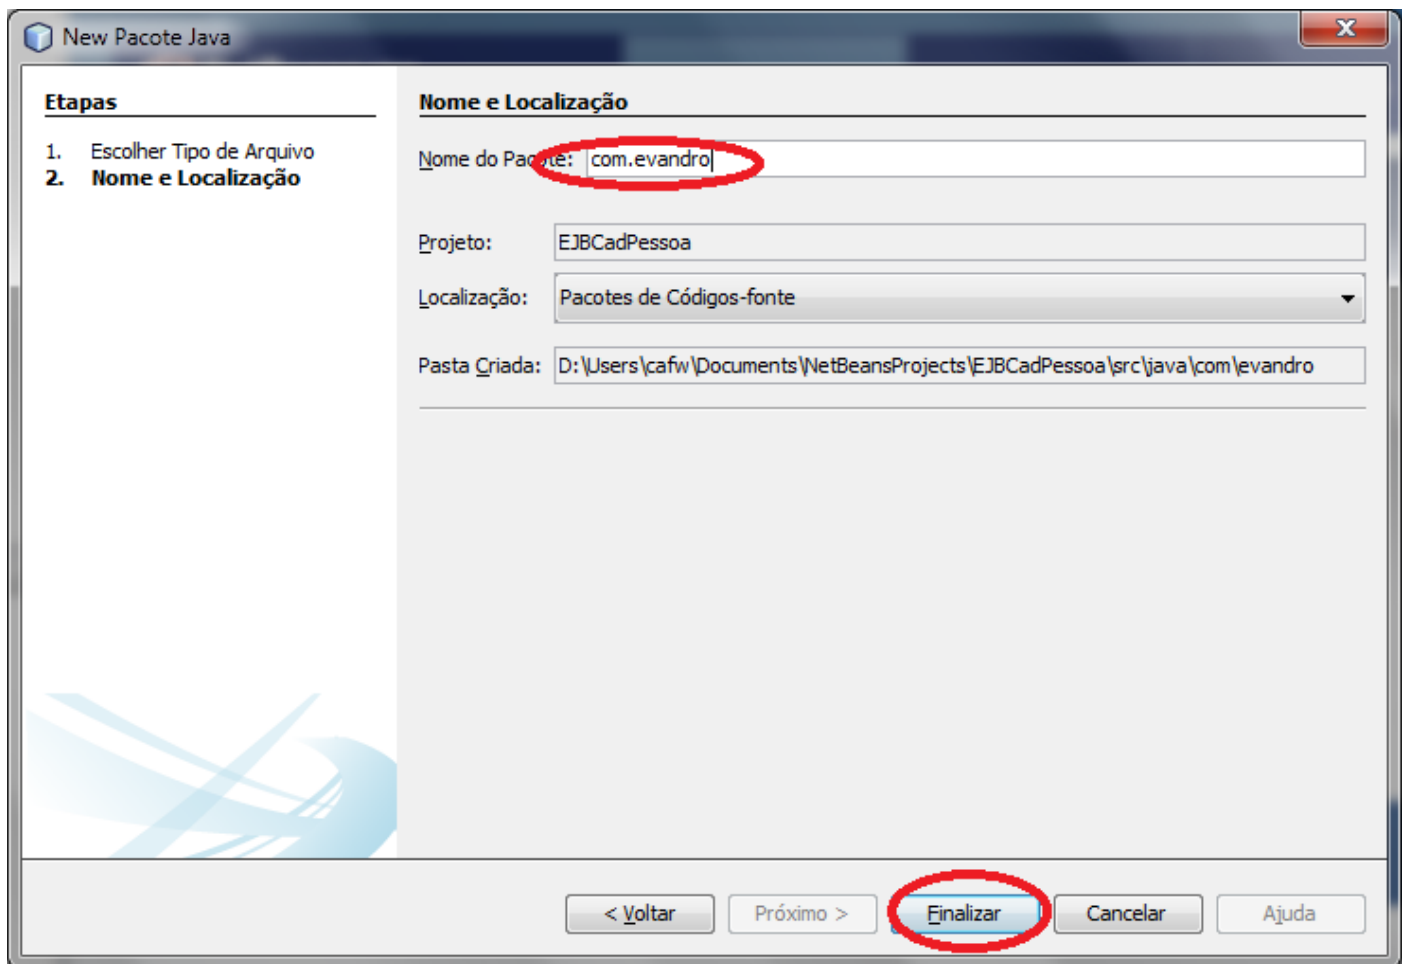 New Pacote Java
Etapas
1. Escolher Tipo de Arquivo
2. Nome e Localização
Nome e Localização
Nome do Pacote: com.evandro
Projeto: EJBCadPessoa
Localização: Pacotes de Códigos-fonte
Pasta Criada: D:\Users\cafw\Documents\NetBeansProjects\EJBCadPessoa\src\java\com\evandro
< Voltar Próximo > Finalizar Cancelar Ajuda